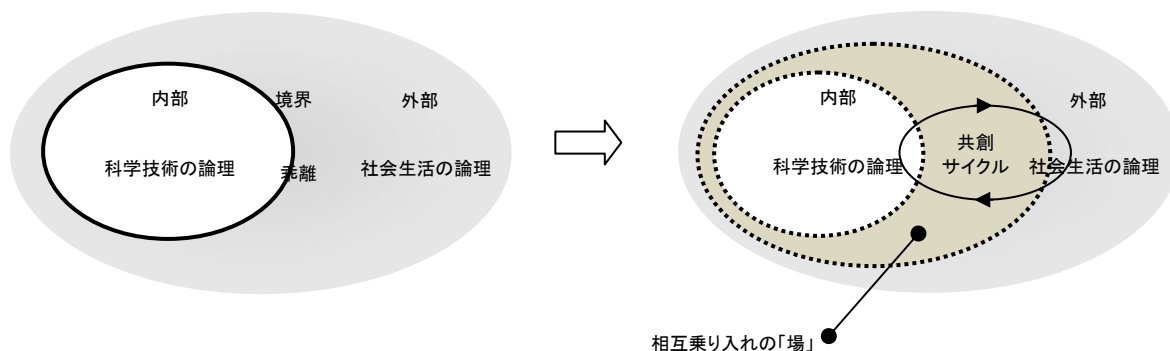 内部
境界
外部
科学技術の論理
乖離
社会生活の論理
内部
外部
共創
サイクル
科学技術の論理
社会生活の論理
相互乗り入れの「場」